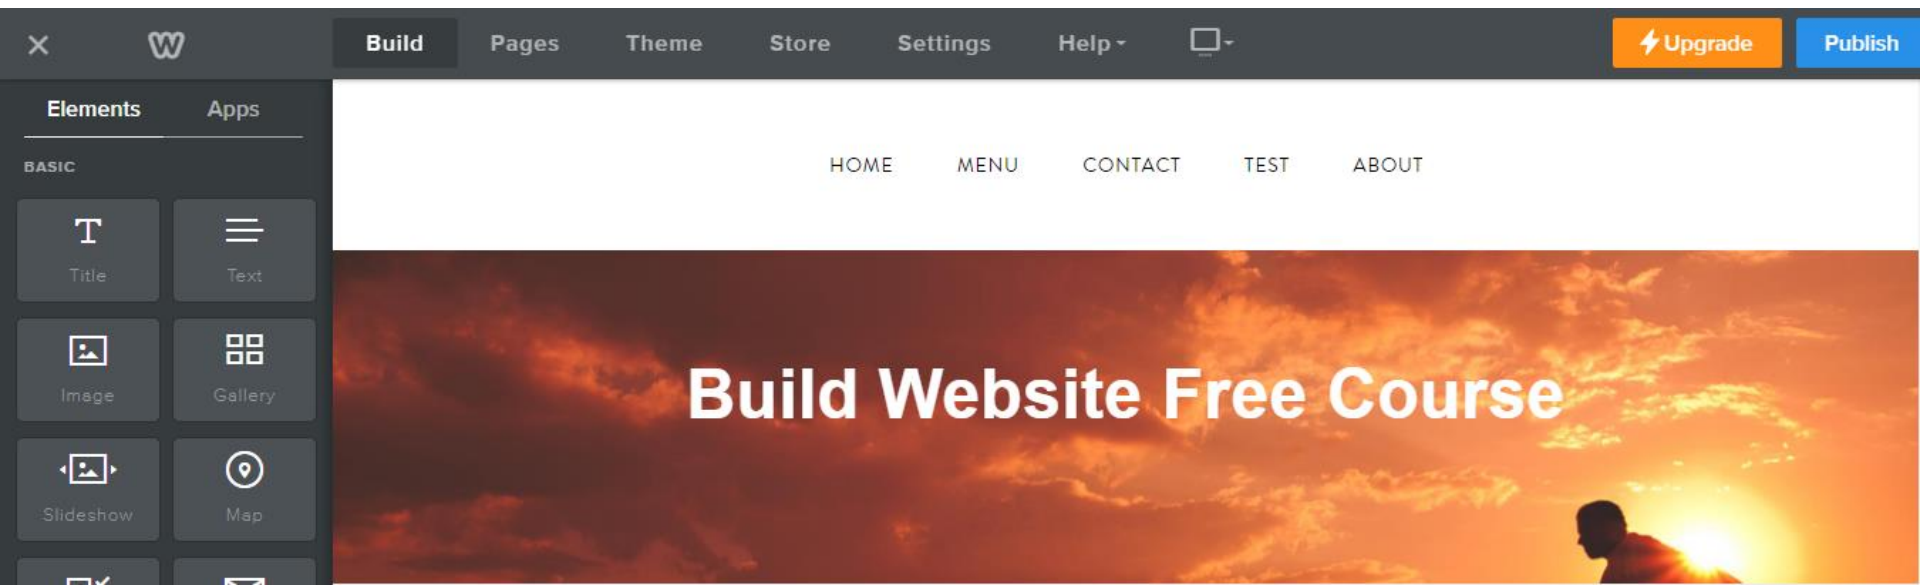 Build Pages Theme Store Settings Help Upgrade Publish
Elements Apps
BASIC
HOME MENU CONTACT TEST ABOUT
Title Text
Image Gallery
Build Website Free Course
Slideshow Map